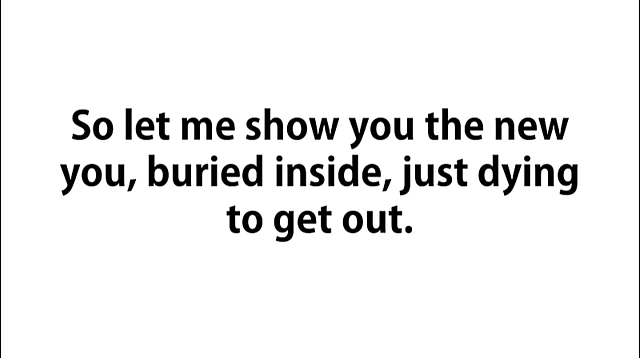 So let me show you the new
you, buried inside, just dying
to get out.